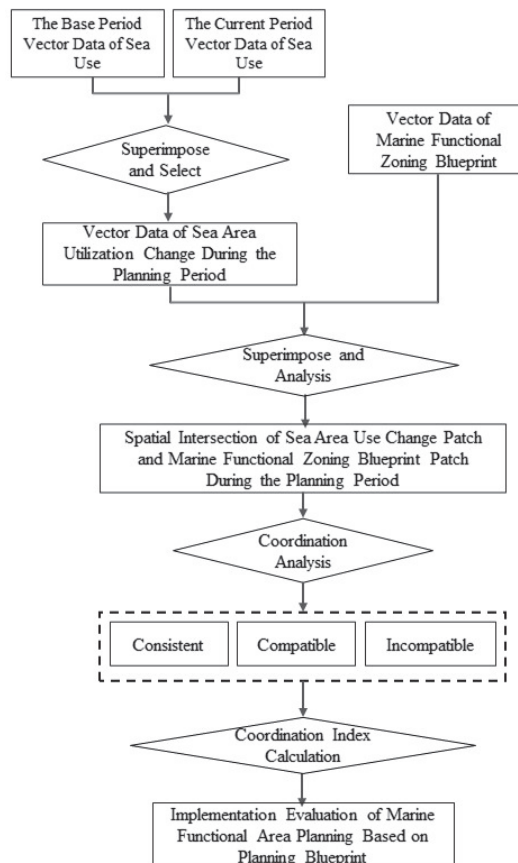 The Base Period
Vector Data of Sea
Use
The Current Period
Vector Data of Sea
Use
Superimpose
and Select
Vector Data of
Marine Functional
Zoning Blueprint
Vector Data of Sea Area
Utilization Change During the
Planning Period
Superimpose and
Analysis
Spatial Intersection of Sea Area Use Change Patch
and Marine Functional Zoning Blueprint Patch
During the Planning Period
Coordination
Analysis
Consistent
Compatible
Incompatible
Coordination Index
Calculation
Implementation Evaluation of Marine
Functional Area Planning Based on
Planning Blueprint